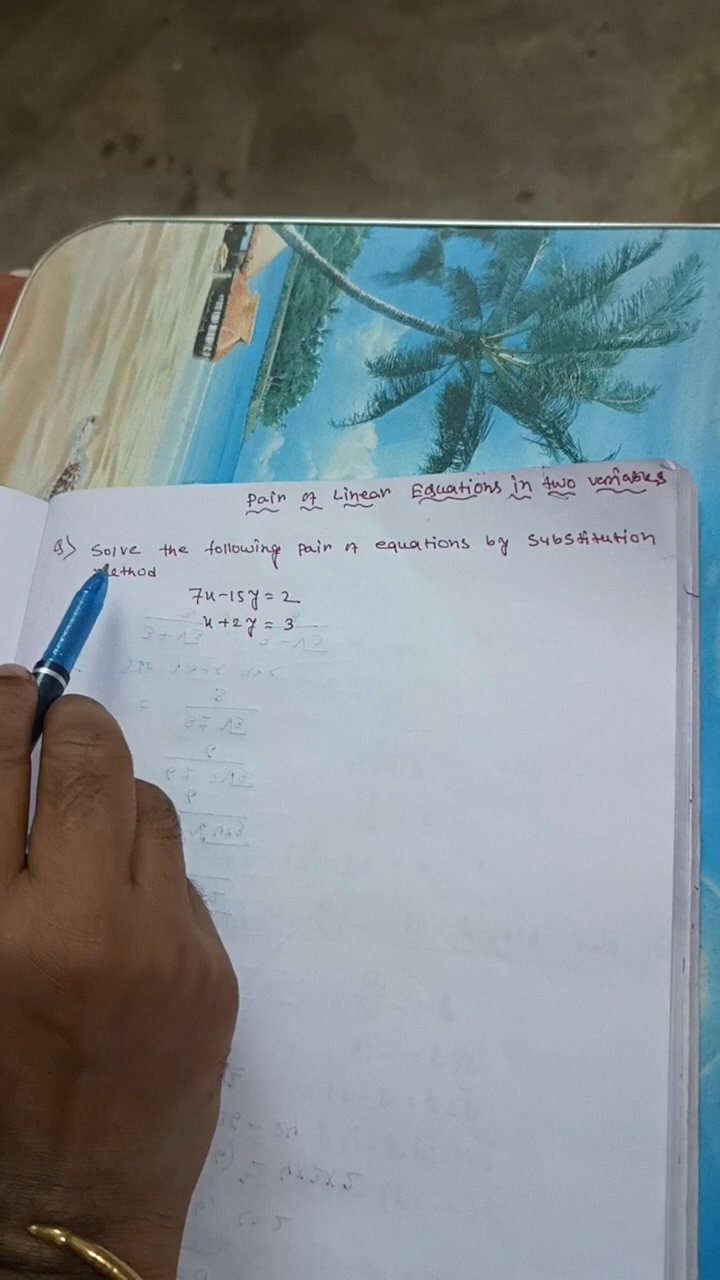 Pair of Linear Equations in two veriables
Q) Solve the following pair of equations by substitution
method
7x-15y=2
x+2y=3